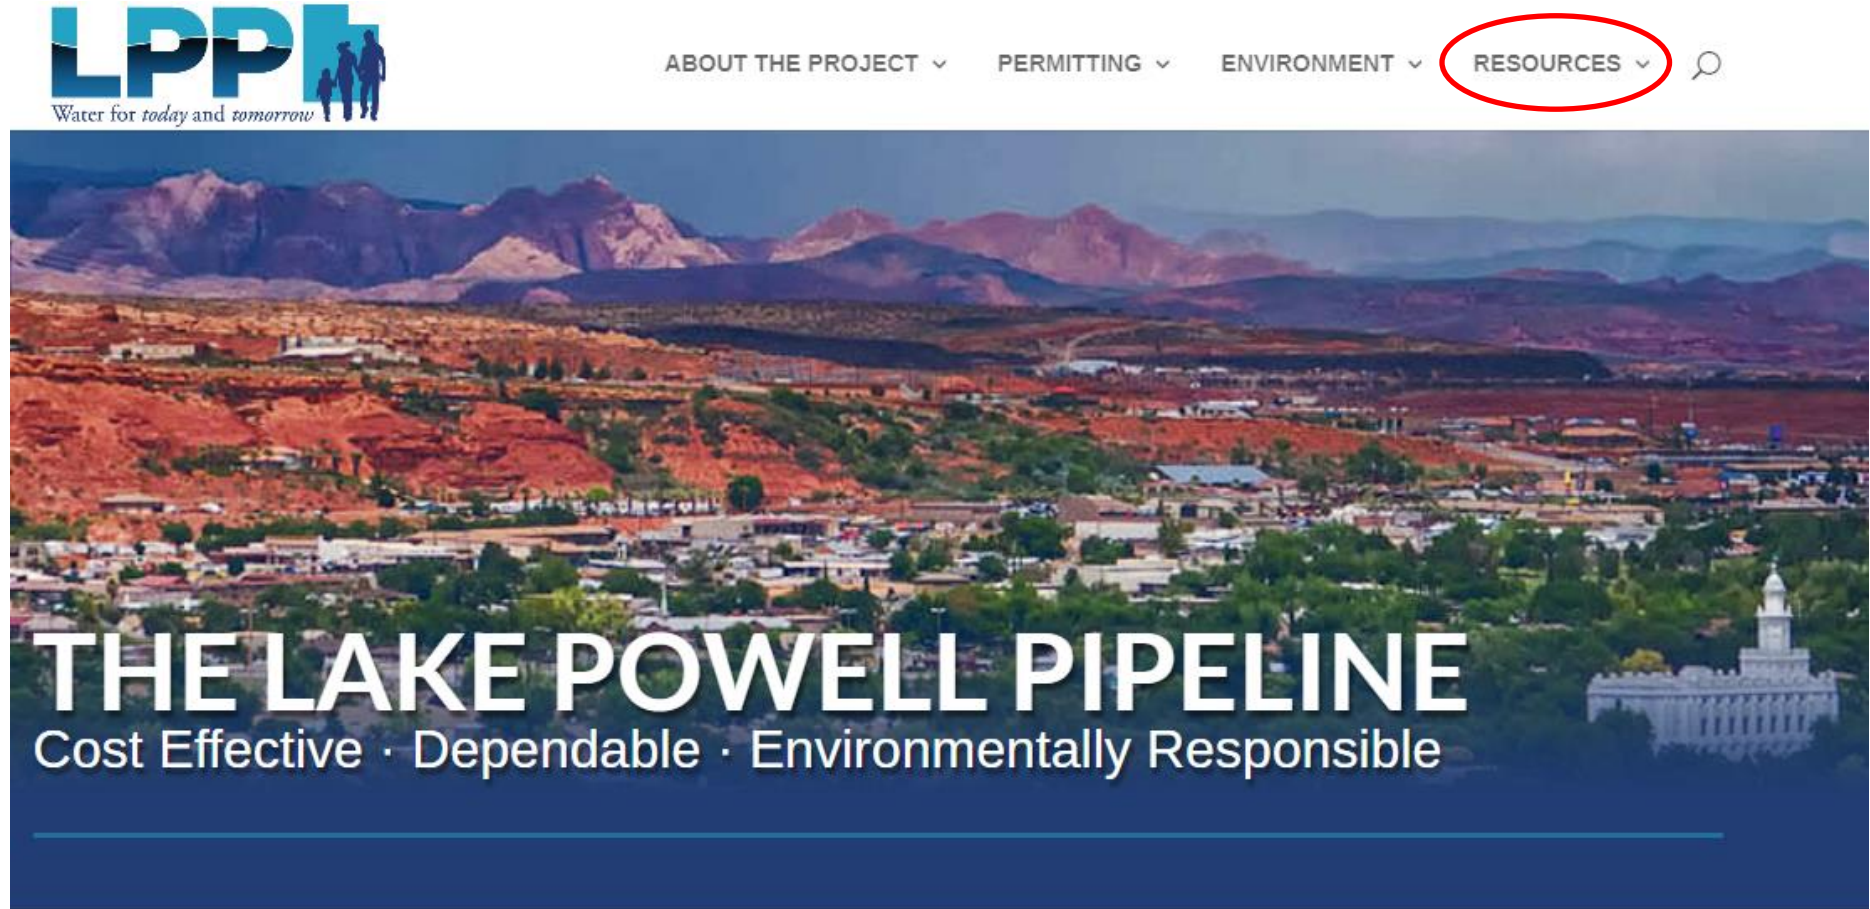 LPP
Water for today and tomorrow
ABOUT THE PROJECT PERMITTING ENVIRONMENT RESOURCES
THE LAKE POWELL PIPELINE
Cost Effective · Dependable · Environmentally Responsible